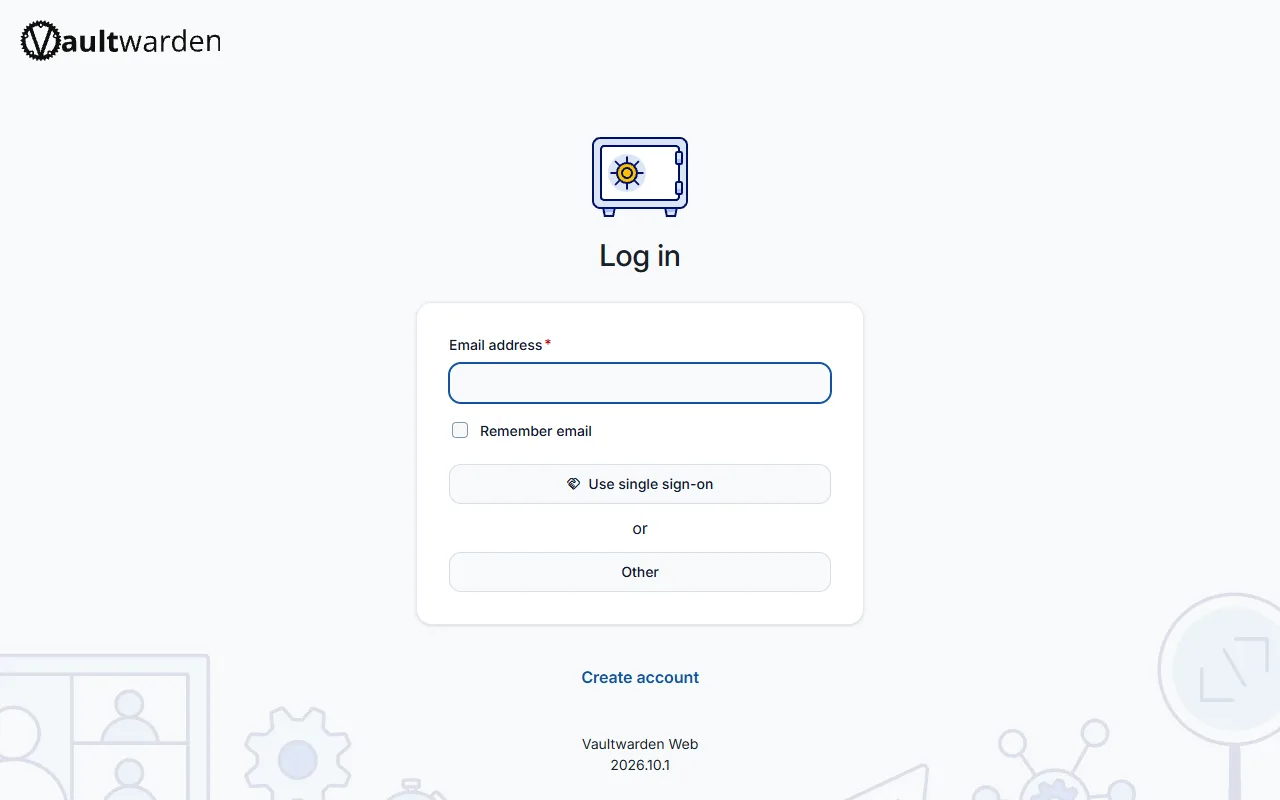 Vaultwarden
Log in
Email address*
Remember email
Use single sign-on
or
Other
Create account
Vaultwarden Web
2026.10.1